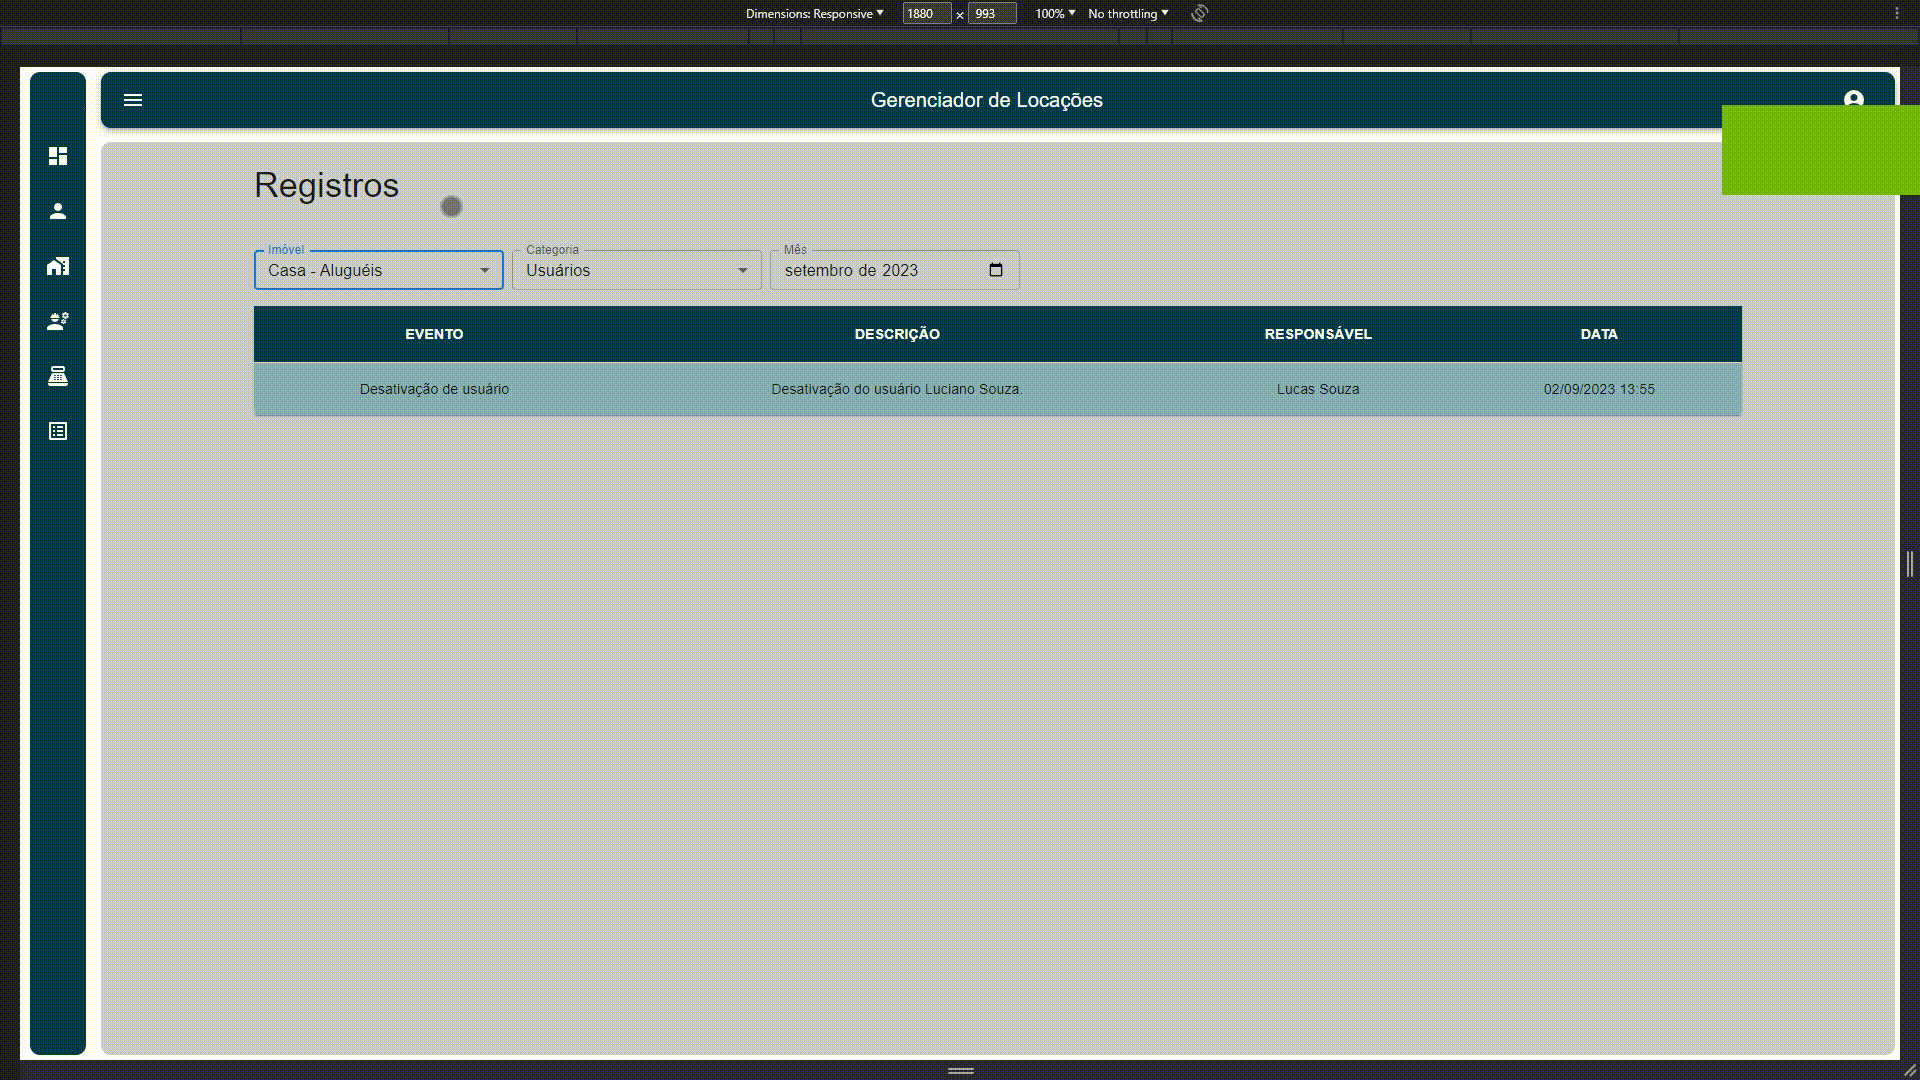 Dimensions: Responsive 1880 × 993 100% No throttling
Gerenciador de Locações
Registros
Imóvel Categoria Mês
Casa - Aluguéis Usuários setembro de 2023
EVENTO DESCRIÇÃO RESPONSÁVEL DATA
Desativação de usuário Desativação do usuário Luciano Souza. Lucas Souza 02/09/2023 13:55